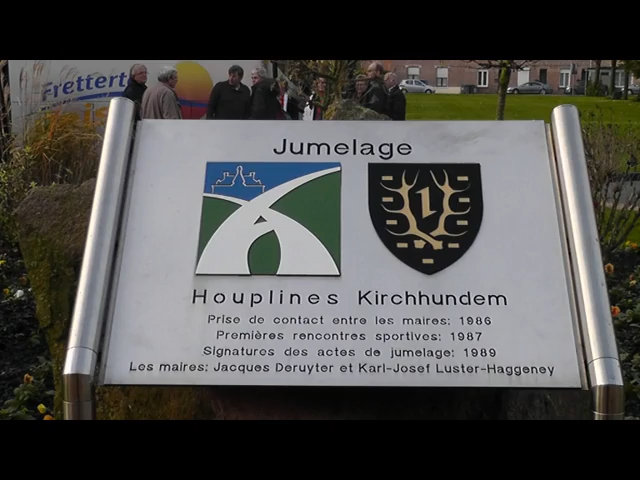 Frettert
Jumelage
Houplines Kirchhundem
Prise de contact entre les maires: 1986
Premières rencontres sportives: 1987
Signatures des actes de jumelage: 1989
Les maires: Jacques Deruyter et Karl-Josef Luster-Haggeney